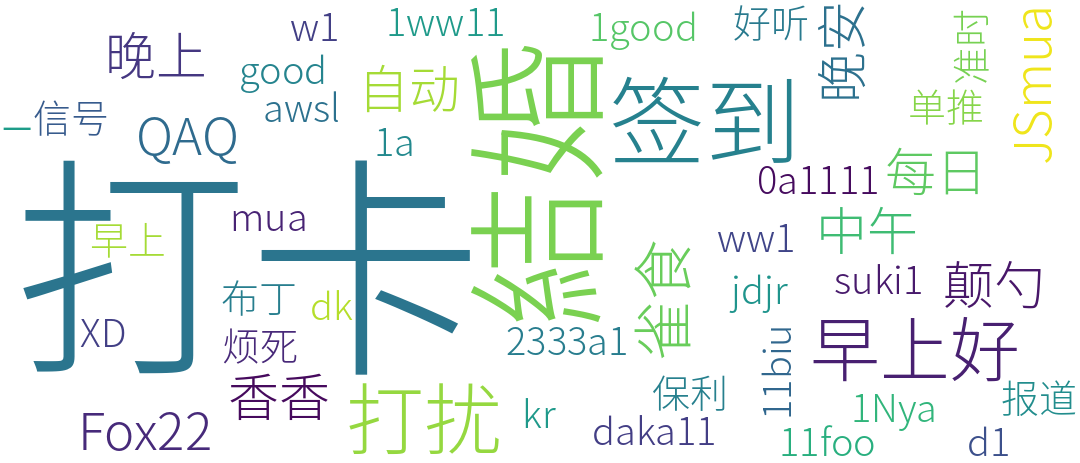 w1
1ww11
1good
好听
晚安
准时
JSmua
晚上
good
自动
结婚
签到
单推
一信号
awsl
QAQ
1a
0a1111
每日
打卡
早上
mua
ww1
中午
雀良
布丁
dk
jdjr
suki1
颠勺
XD
烦死
2333a1
早上好
香香
打扰
保利
11biu
报道
Fox22
kr
daka11
1Nya
11foo
d1